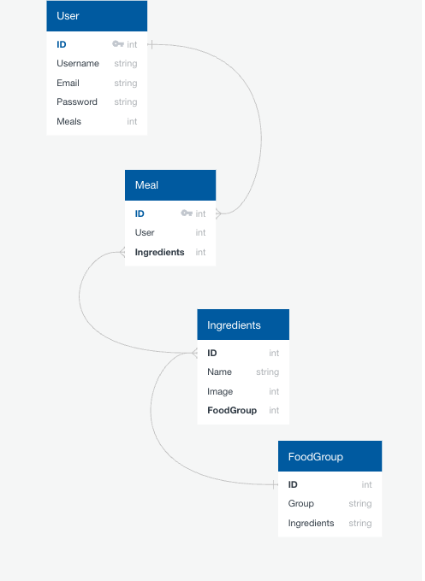 User
ID int
Username string
Email string
Password string
Meals int
Meal
ID int
User int
Ingredients int
Ingredients
ID int
Name string
Image int
FoodGroup int
FoodGroup
ID int
Group string
Ingredients string